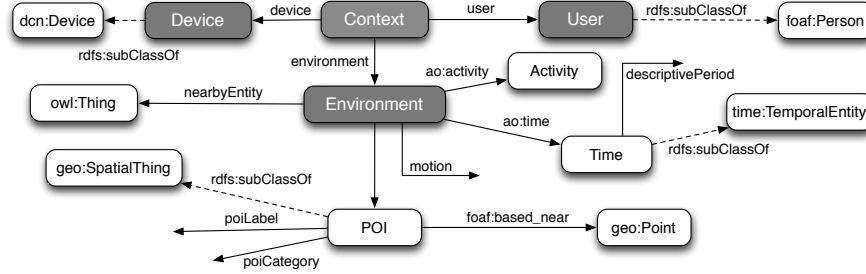 dcn:Device
Device
device
Context
user
User
rdfs:subClassOf
foaf:Person
rdfs:subClassOf
environment
ao:activity
Activity
descriptivePeriod
owl:Thing
nearbyEntity
Environment
ao:time
time:TemporalEntity
Time
rdfs:subClassOf
geo:SpatialThing
rdfs:subClassOf
motion
poiLabel
POI
foaf:based_near
geo:Point
poiCategory